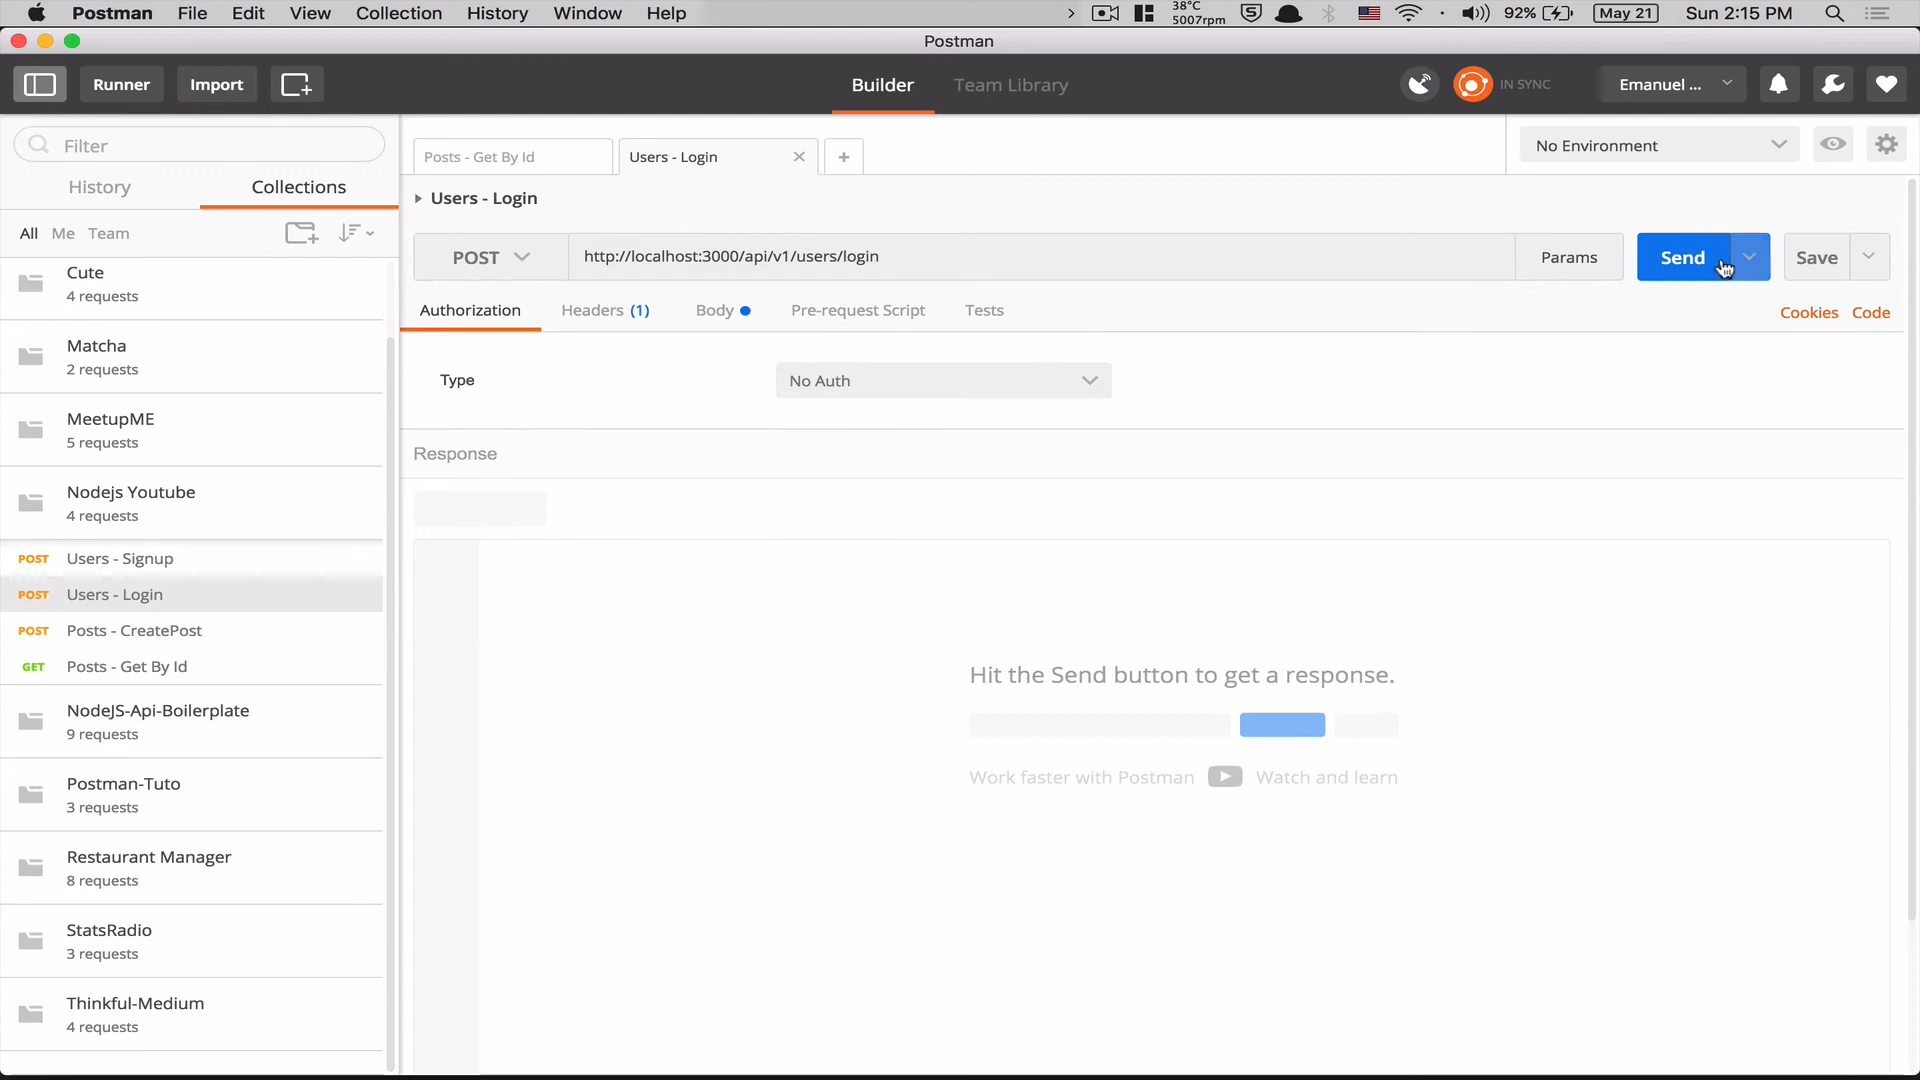 Postman File Edit View Collection History Window Help
38°C
5007rpm
92%
May 21
Sun 2:15 PM
Postman
Runner
Import
Builder
Team Library
IN SYNC
Emanuel ...
Filter
History
Collections
All Me Team
Cute
4 requests
Matcha
2 requests
MeetupME
5 requests
Nodejs Youtube
4 requests
POST Users - Signup
POST Users - Login
POST Posts - CreatePost
GET Posts - Get By Id
NodeJS-Api-Boilerplate
9 requests
Postman-Tuto
3 requests
Restaurant Manager
8 requests
StatsRadio
3 requests
Thinkful-Medium
4 requests
Posts - Get By Id
Users - Login
No Environment
Users - Login
POST
http://localhost:3000/api/v1/users/login
Params
Send
Save
Authorization
Headers (1)
Body
Pre-request Script
Tests
Cookies
Code
Type
No Auth
Response
Hit the Send button to get a response.
Work faster with Postman
Watch and learn